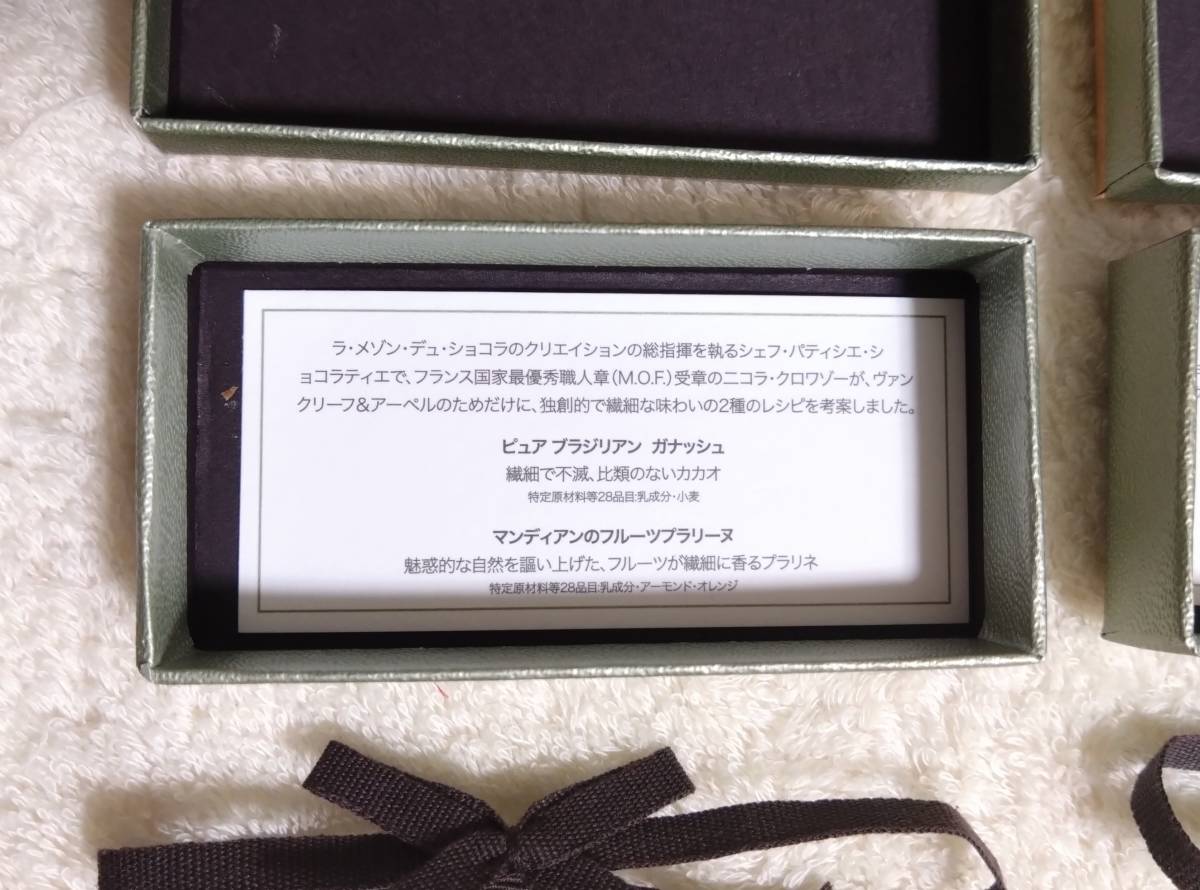 ラ・メゾン・デュ・ショコラのクリエイションの総指揮を執るシェフ・パティシエ・シ
ョコラティエで、フランス国家最優秀職人章(M.O.F.)受章のニコラ・クロワゾーが、ヴァン
クリーフ&アーペルのためだけに、独創的で繊細な味わいの2種のレシピを考案しました。
ピュア ブラジリアン ガナッシュ
繊細で不滅、比類のないカカオ
特定原材料等28品目:乳成分・小麦
マンディアンのフルーツプラリーヌ
魅惑的な自然を謳い上げた、フルーツが繊細に香るプラリネ
特定原材料等28品目:乳成分・アーモンド・オレンジ